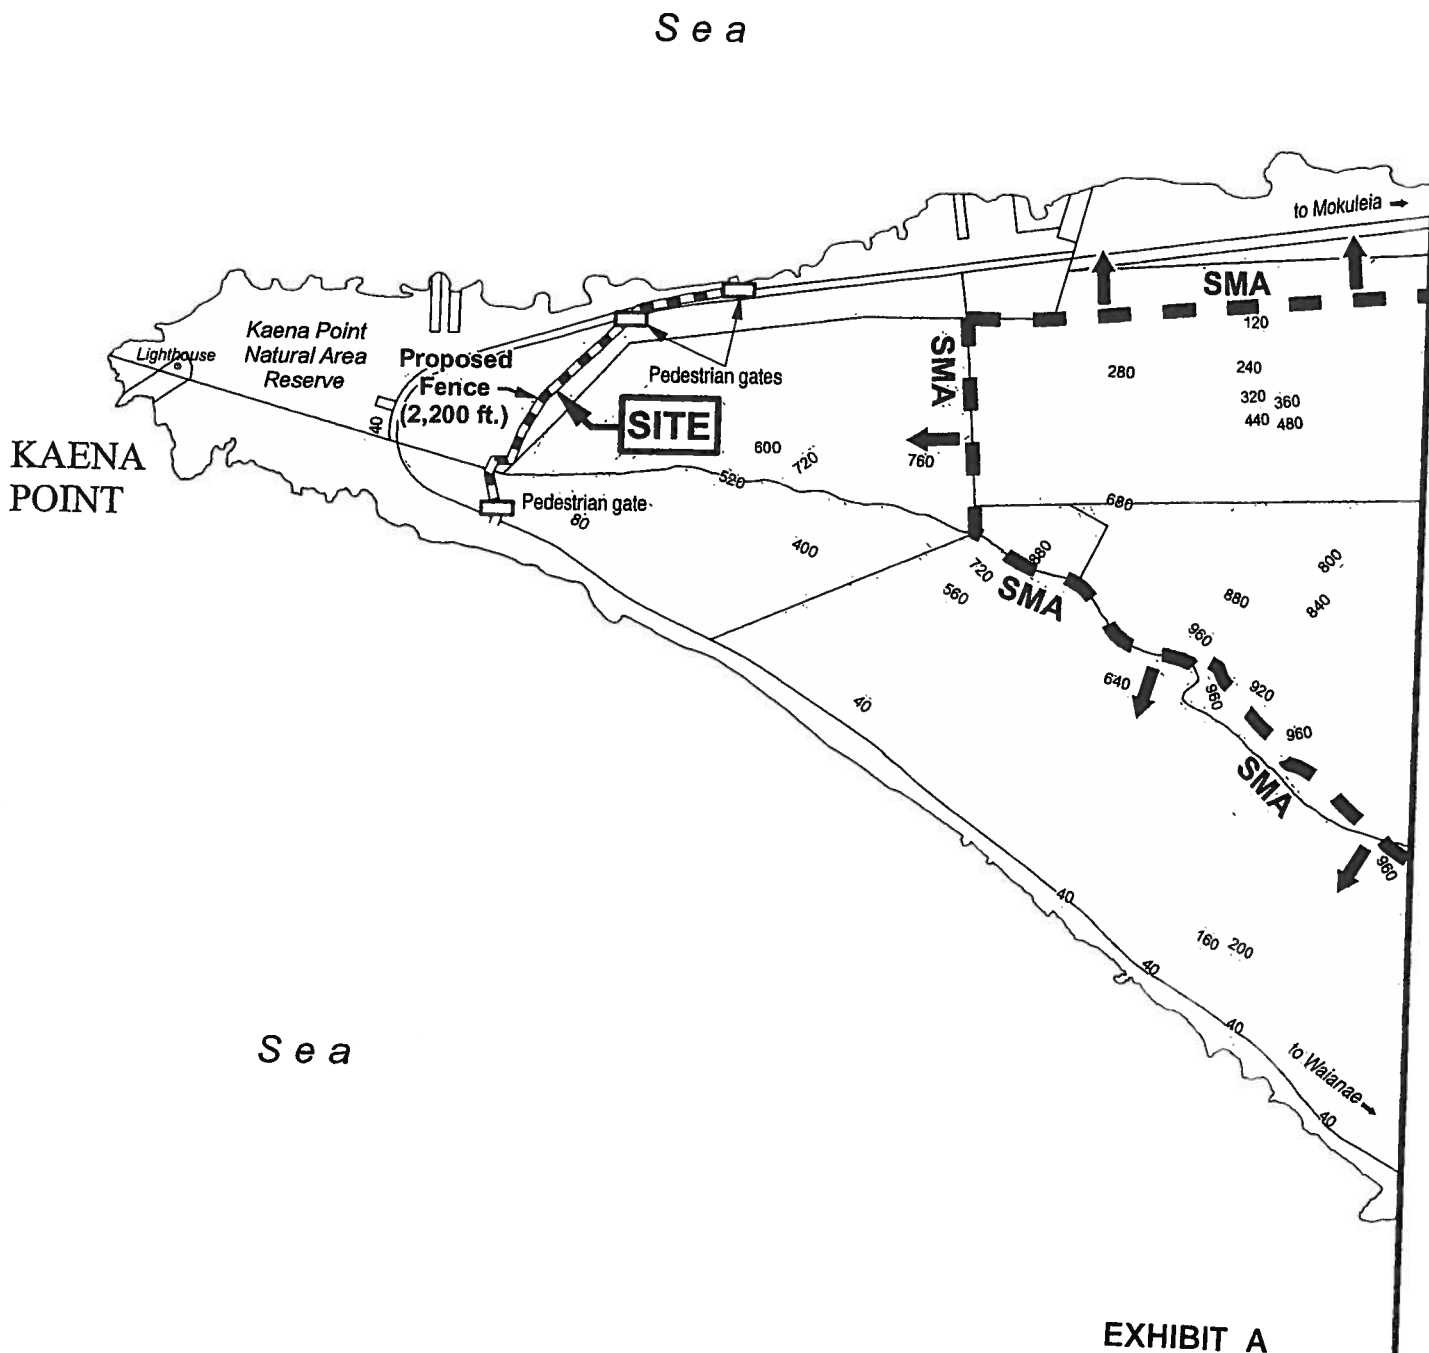 Sea
to Mokuleia
SMA
120
Kaena Point
Natural Area
Reserve
Lighthouse
Proposed
Fence
(2,200 ft.)
Pedestrian gates
SITE
SMA
280
240
320
360
440
480
40
KAENA
POINT
600
720
760
520
Pedestrian gate
80
680
400
880
720
560
SMA
800
880
840
960
640
960
920
960
40
SMA
960
40
160
200
40
40
Sea
to Waianae
40
EXHIBIT A